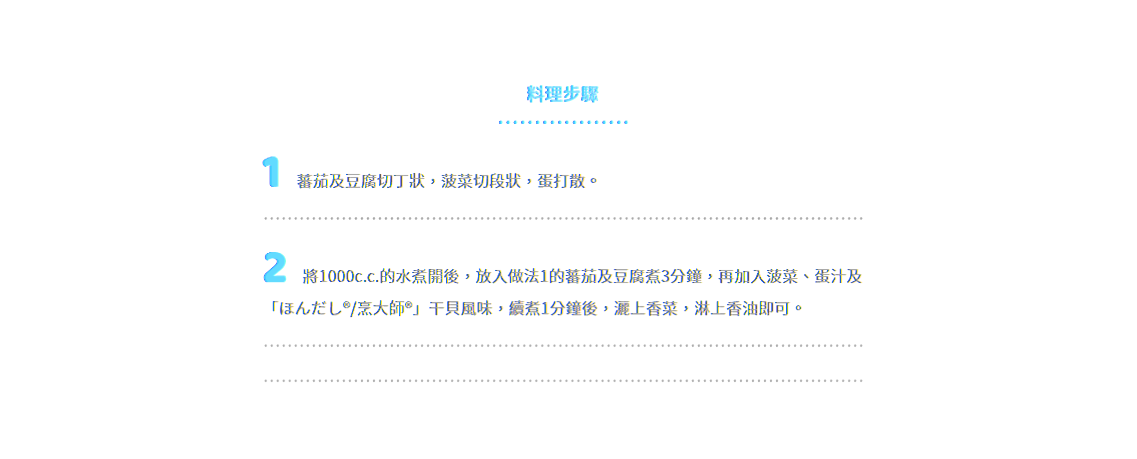 料理步驟
1 蕃茄及豆腐切丁狀，菠菜切段狀，蛋打散。
2 將1000c.c.的水煮開後，放入做法1的蕃茄及豆腐煮3分鐘，再加入菠菜、蛋汁及
「ほんだし®/烹大師®」干貝風味，續煮1分鐘後，灑上香菜，淋上香油即可。